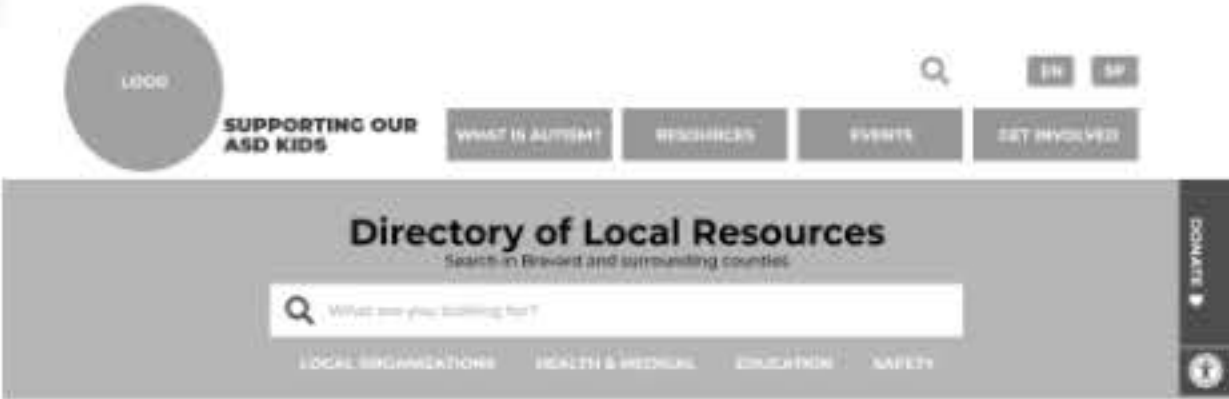 LOGO
EN
SP
SUPPORTING OUR
ASD KIDS
WHAT IS AUTISM?
RESOURCES
EVENTS
GET INVOLVED
Directory of Local Resources
Search in Brevard and surrounding counties
What are you looking for?
LOCAL ORGANIZATIONS
HEALTH & MEDICAL
EDUCATION
SAFETY
DONATE